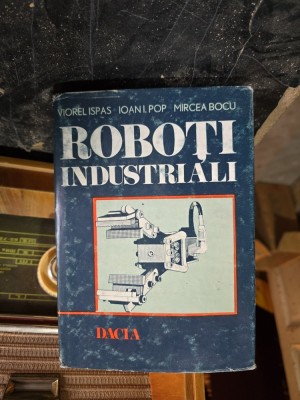 VIOREL ISPAS · IOAN I. POP · MIRCEA BOCU
ROBOȚI
INDUSTRIALI
DACIA